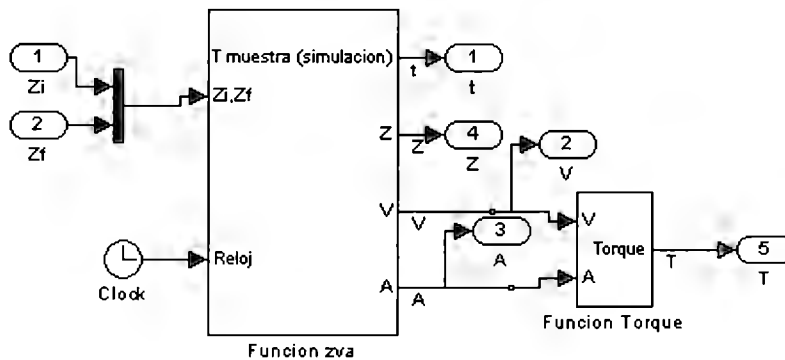 T muestra (simulacion)
1
Zi
Zi,Zf
t
1
t
2
Zf
Z
Z
4
Z
2
V
V
V
3
A
V
Torque
T
5
T
A
Clock
Reloj
A
A
Funcion Torque
Funcion zva